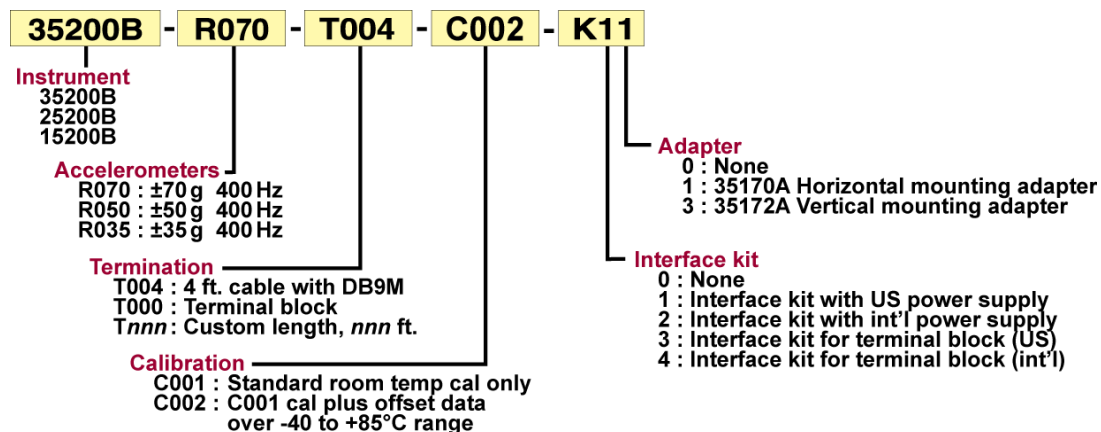 35200B - R070 - T004 - C002 - K11
Instrument
35200B
25200B
15200B
Accelerometers
R070 : ±70 g 400 Hz
R050 : ±50 g 400 Hz
R035 : ±35 g 400 Hz
Termination
T004 : 4 ft. cable with DB9M
T000 : Terminal block
Tnnn : Custom length, nnn ft.
Calibration
C001 : Standard room temp cal only
C002 : C001 cal plus offset data
over -40 to +85°C range
Adapter
0 : None
1 : 35170A Horizontal mounting adapter
3 : 35172A Vertical mounting adapter
Interface kit
0 : None
1 : Interface kit with US power supply
2 : Interface kit with int'l power supply
3 : Interface kit for terminal block (US)
4 : Interface kit for terminal block (int'l)